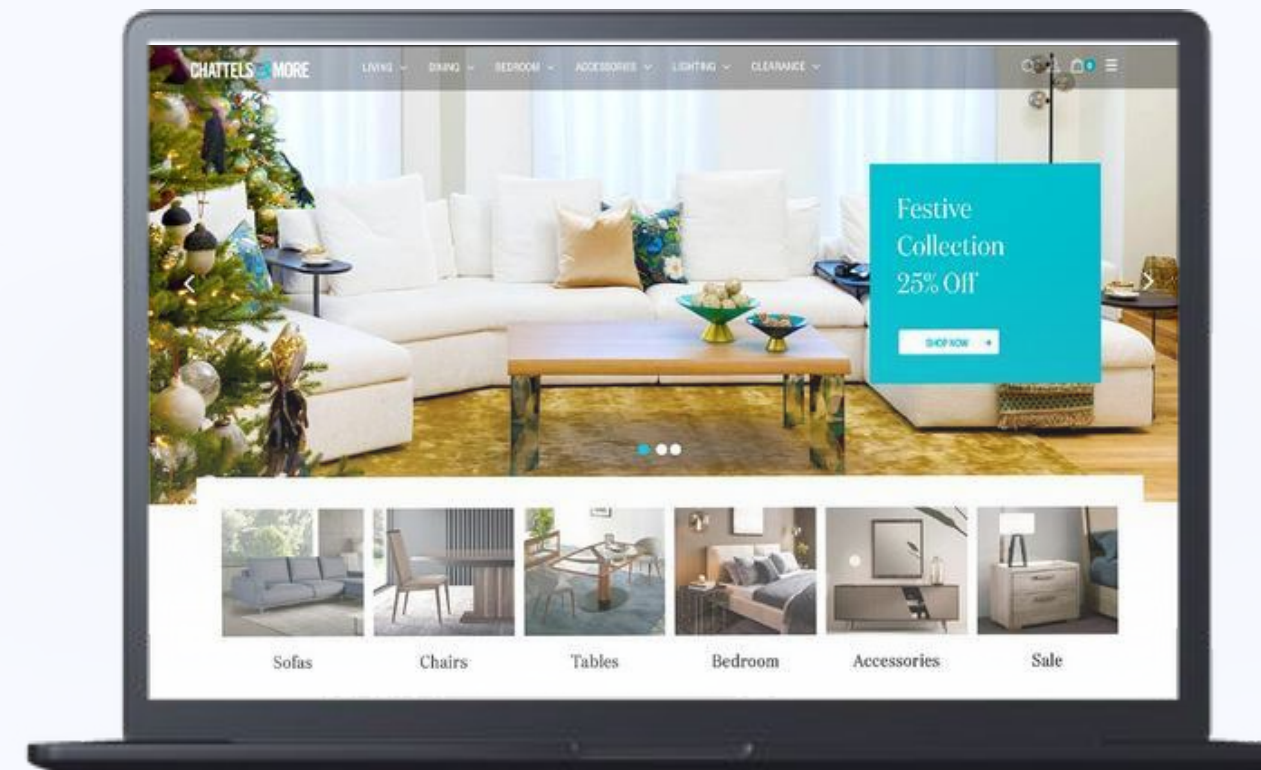 CHATTELS & MORE
LIVING
DINING
BEDROOM
ACCESSORIES
LIGHTING
CLEARANCE
0
Festive
Collection
25% Off
SHOP NOW
Sofas
Chairs
Tables
Bedroom
Accessories
Sale